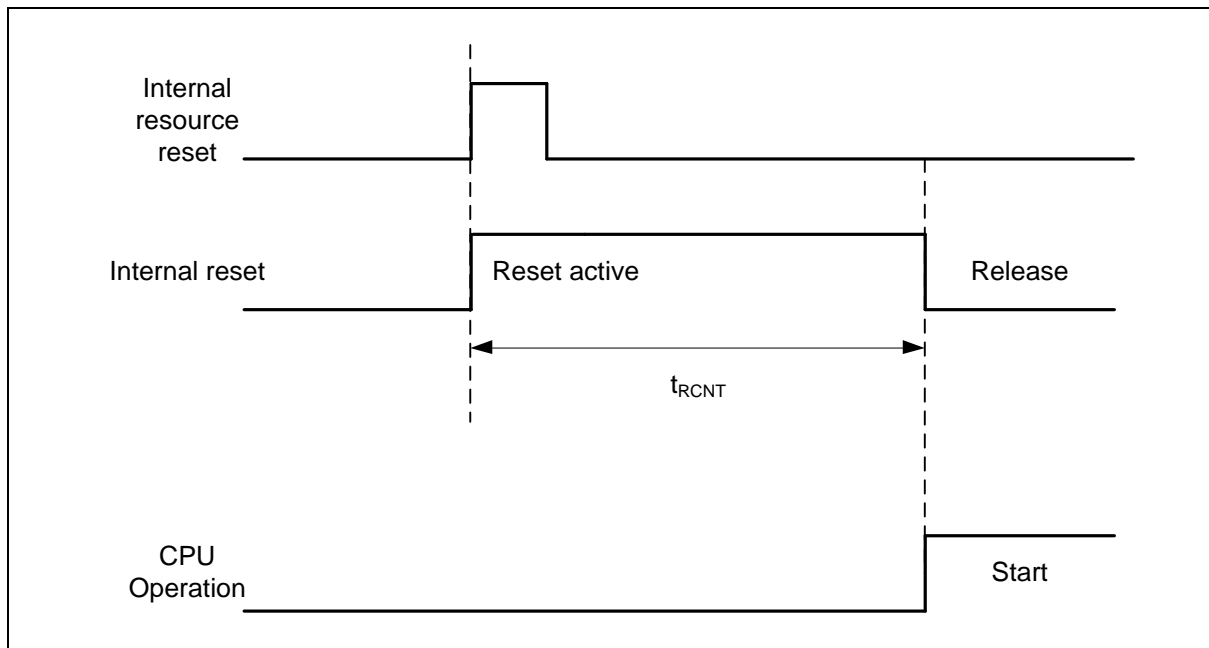 Internal
resource
reset
Internal reset
Reset active
Release
tRCNT
CPU
Operation
Start